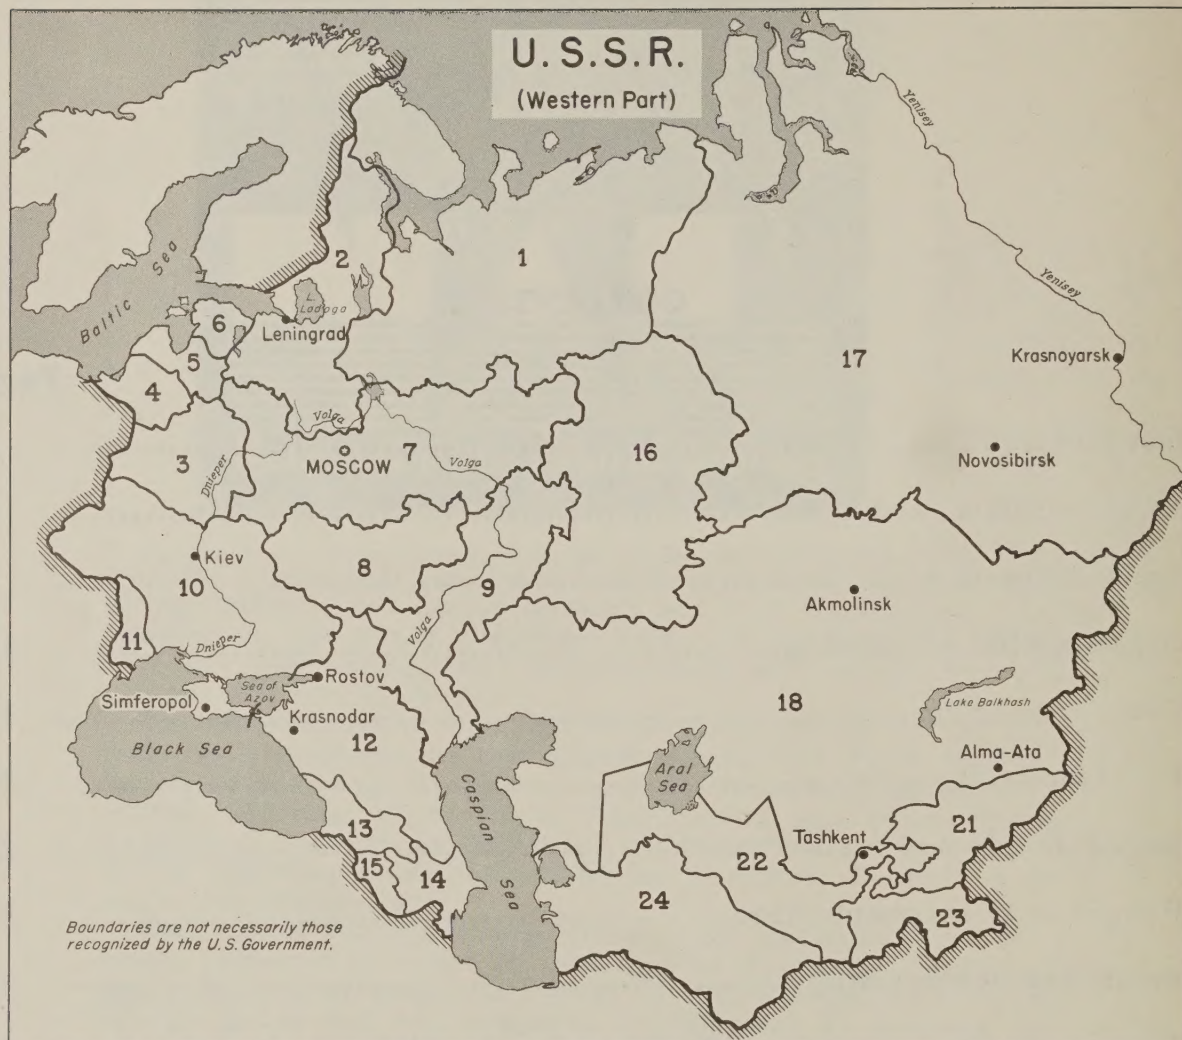 U.S.S.R.
(Western Part)
Yenisey
Yenisey
Baltic Sea
L. Ladoga
Leningrad
Krasnoyarsk
Novosibirsk
Volga
MOSCOW
Volga
Dnieper
Kiev
Akmolinsk
Volga
Dnieper
Rostov
Sea of
Azov
Simferopol
Krasnodar
Black Sea
Lake Balkhash
Alma-Ata
Aral
Sea
Caspian Sea
Tashkent
1
2
3
4
5
6
7
8
9
10
11
12
13
14
15
16
17
18
21
22
23
24
Boundaries are not necessarily those
recognized by the U.S. Government.